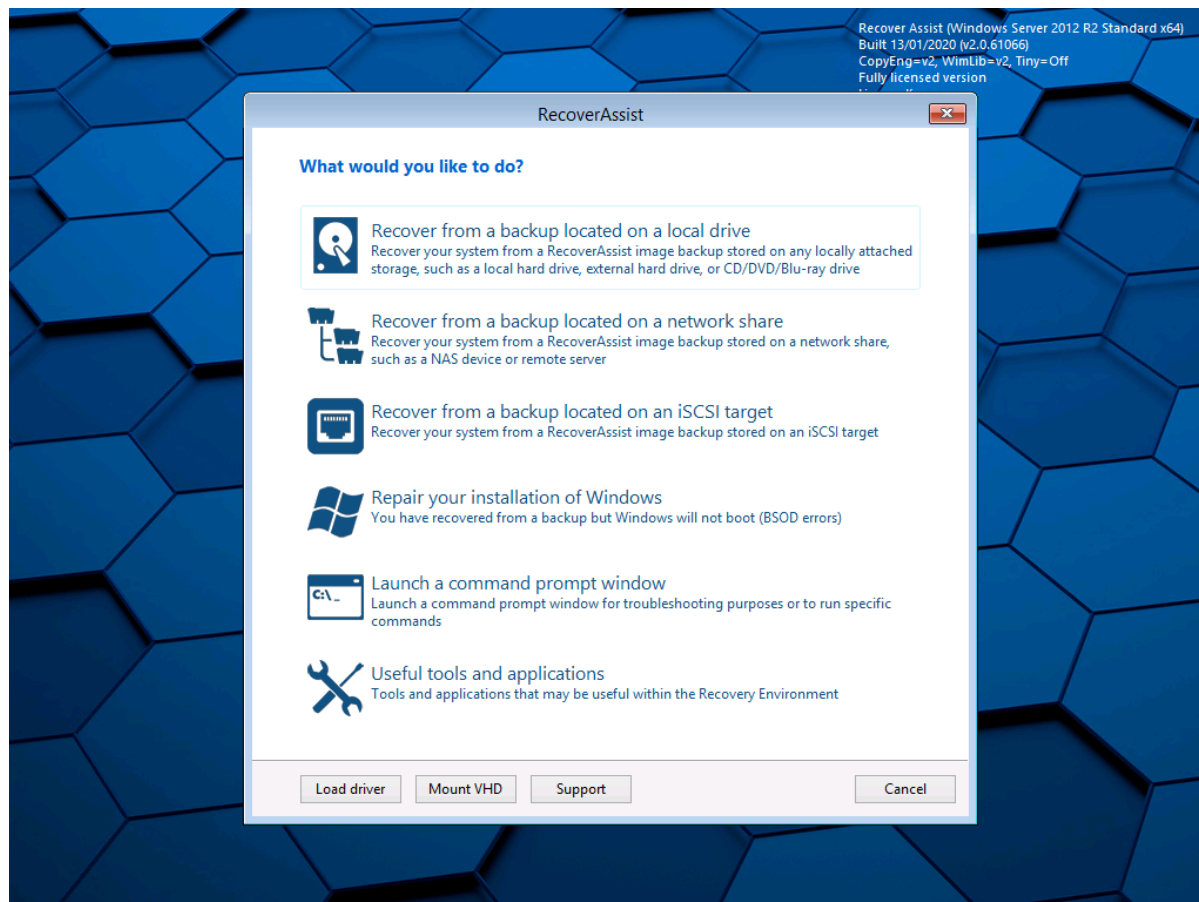 Recover Assist (Windows Server 2012 R2 Standard x64)
Built 13/01/2020 (v2.0.61066)
CopyEng=v2, WimLib=v2, Tiny=Off
Fully licensed version
RecoverAssist
What would you like to do?
Recover from a backup located on a local drive
Recover your system from a RecoverAssist image backup stored on any locally attached
storage, such as a local hard drive, external hard drive, or CD/DVD/Blu-ray drive
Recover from a backup located on a network share
Recover your system from a RecoverAssist image backup stored on a network share,
such as a NAS device or remote server
Recover from a backup located on an iSCSI target
Recover your system from a RecoverAssist image backup stored on an iSCSI target
Repair your installation of Windows
You have recovered from a backup but Windows will not boot (BSOD errors)
C:\_
Launch a command prompt window
Launch a command prompt window for troubleshooting purposes or to run specific
commands
Useful tools and applications
Tools and applications that may be useful within the Recovery Environment
Load driver
Mount VHD
Support
Cancel